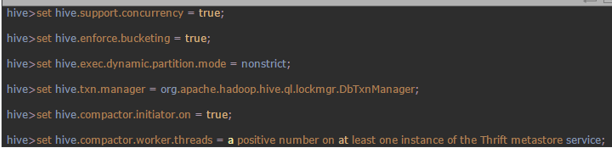 hive>set hive.support.concurrency = true;
hive>set hive.enforce.bucketing = true;
hive>set hive.exec.dynamic.partition.mode = nonstrict;
hive>set hive.txn.manager = org.apache.hadoop.hive.ql.lockmgr.DbTxnManager;
hive>set hive.compactor.initiator.on = true;
hive>set hive.compactor.worker.threads = a positive number on at least one instance of the Thrift metastore service;